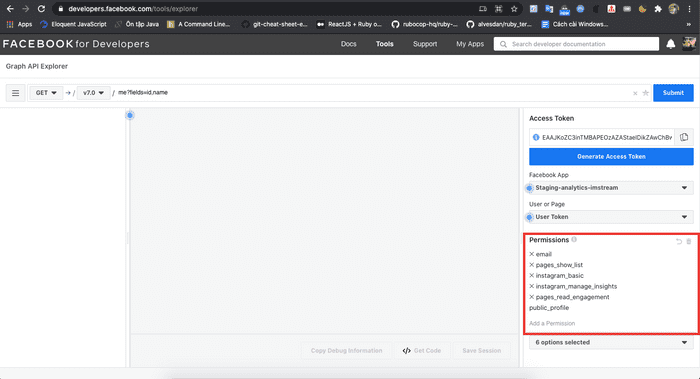 developers.facebook.com/tools/explorer
Apps
Eloquent JavaScript
Ôn tập Java
A Command Line...
git-cheat-sheet-e...
ReactJS + Ruby o...
rubocop-hq/ruby-...
alvesdan/ruby_ter...
Cách cài Windows...
FACEBOOK for Developers
Docs
Tools
Support
My Apps
Search developer documentation
Graph API Explorer
GET
/
v7.0
/
me?fields=id,name
Submit
Access Token
Generate Access Token
Facebook App
Staging-analytics-imstream
User or Page
User Token
Permissions
email
pages_show_list
instagram_basic
instagram_manage_insights
pages_read_engagement
public_profile
Add a Permission
6 options selected
Copy Debug Information
</> Get Code
Save Session